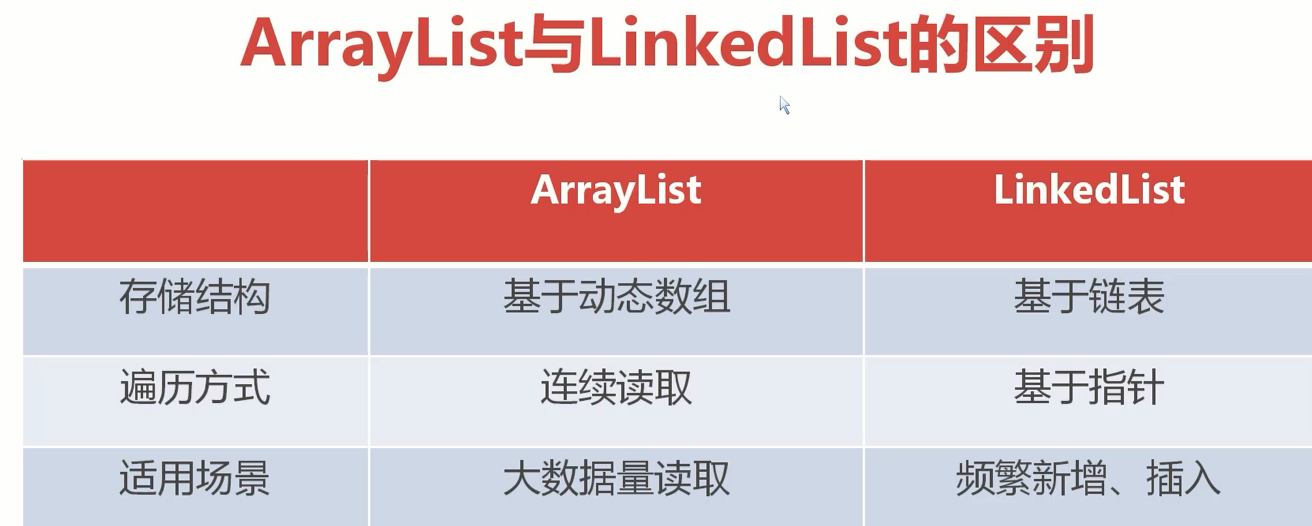 ArrayList与LinkedList的区别
ArrayList LinkedList
存储结构 基于动态数组 基于链表
遍历方式 连续读取 基于指针
适用场景 大数据量读取 频繁新增、插入